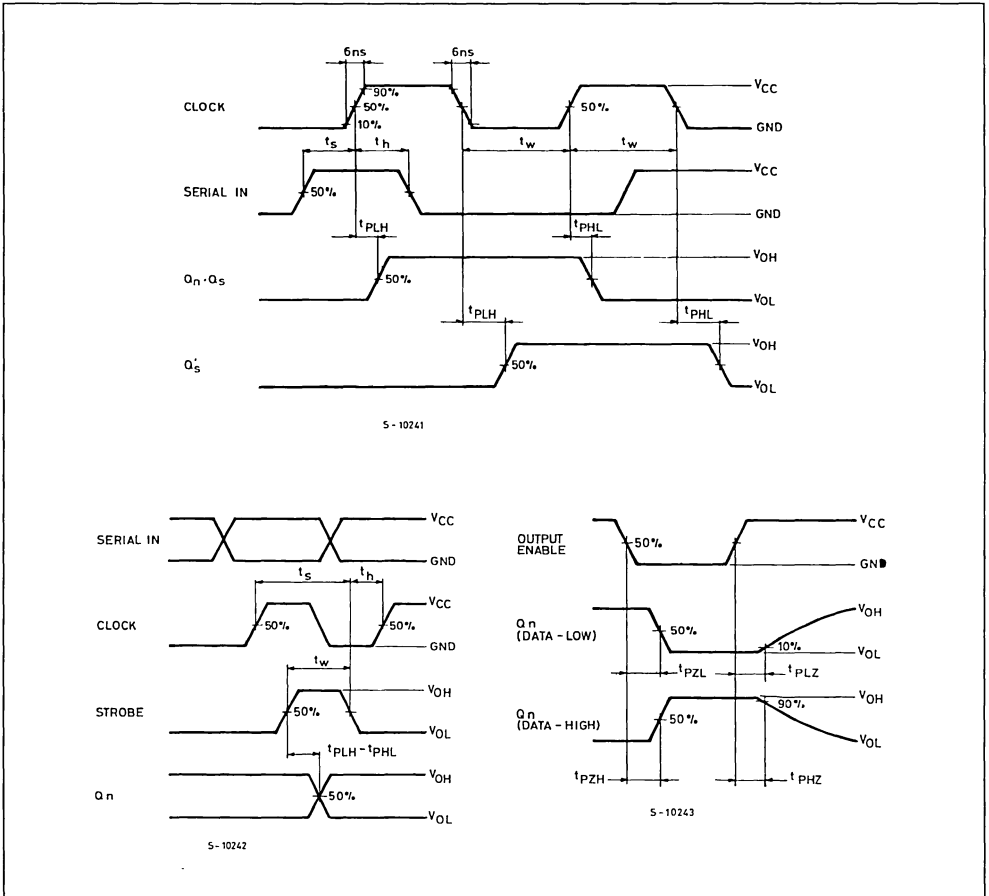 6ns 6ns
CLOCK 90% 50% 10% 50% VCC GND
ts th tw tw
SERIAL IN 50% VCC GND
tPLH tPHL
Qn·Qs 50% VOH VOL
tPLH tPHL
Q's 50% VOH VOL
S-10241
SERIAL IN VCC GND
ts th
CLOCK 50% 50% VCC GND
tw
STROBE 50% VOH VOL
tPLH-tPHL
Qn 50% VOH VOL
S-10242
OUTPUT ENABLE 50% VCC GND
Qn (DATA-LOW) 50% 10% VOH VOL
tPZL tPLZ
Qn (DATA-HIGH) 50% 90% VOH VOL
tPZH tPHZ
S-10243